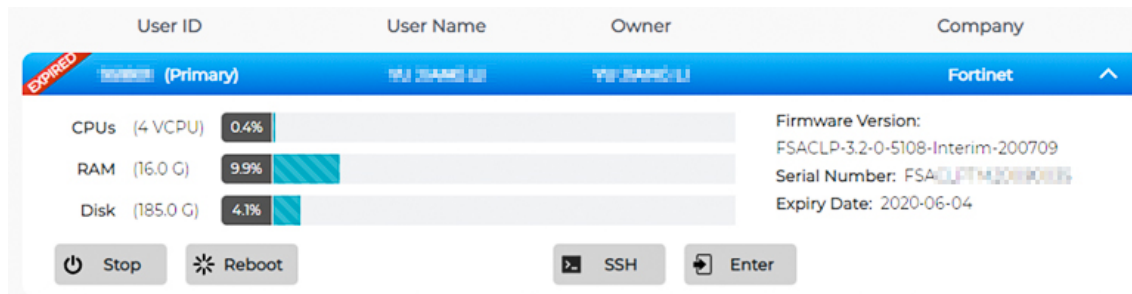 User ID User Name Owner Company
EXPIRED (Primary) Fortinet
CPUs (4 VCPU) 0.4%
RAM (16.0 G) 9.9%
Disk (185.0 G) 4.1%
Firmware Version:
FSACLP-3.2-0-5108-Interim-200709
Serial Number: FSA
Expiry Date: 2020-06-04
Stop Reboot SSH Enter